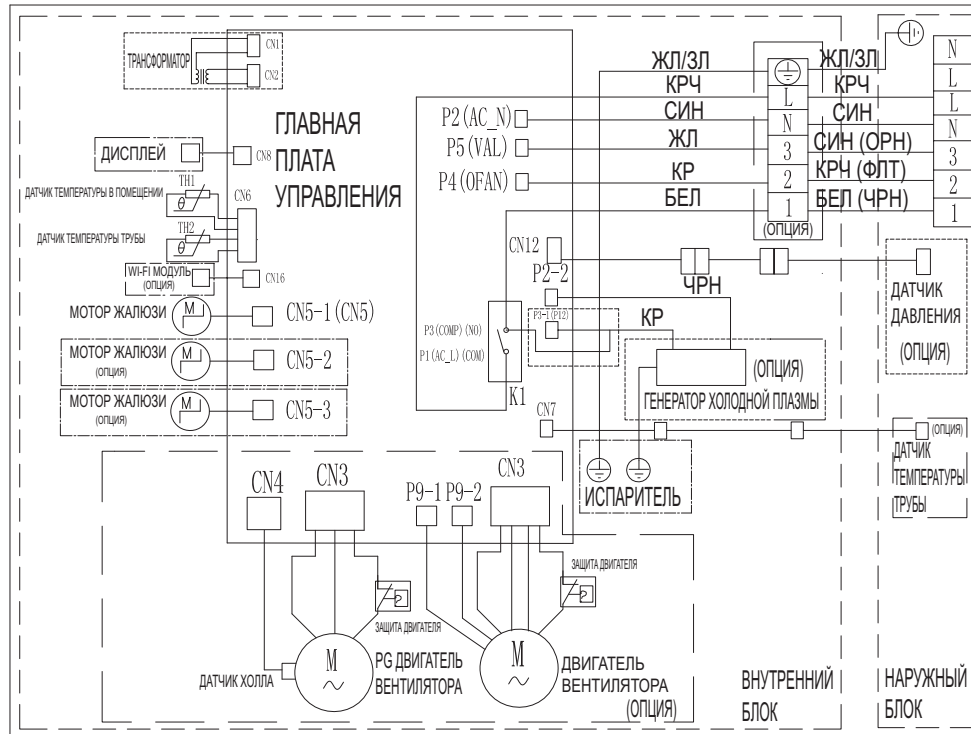 ТРАНСФОРМАТОР
CN1
CN2
ГЛАВНАЯ
ПЛАТА
УПРАВЛЕНИЯ
ДИСПЛЕЙ
CN8
ДАТЧИК ТЕМПЕРАТУРЫ В ПОМЕЩЕНИИ
TH1
CN6
θ
ДАТЧИК ТЕМПЕРАТУРЫ ТРУБЫ
TH2
θ
WI-FI МОДУЛЬ
(ОПЦИЯ)
CN16
МОТОР ЖАЛЮЗИ
M
CN5-1(CN5)
МОТОР ЖАЛЮЗИ
(ОПЦИЯ)
M
CN5-2
МОТОР ЖАЛЮЗИ
(ОПЦИЯ)
M
CN5-3
P2(AC_N)
P5(VAL)
P4(OFAN)
ЖЛ/ЗЛ
КРЧ
СИН
ЖЛ
КР
БЕЛ
L
N
3
2
1
(ОПЦИЯ)
ЖЛ/ЗЛ
КРЧ
СИН
СИН (ОРН)
КРЧ (ФЛТ)
БЕЛ (ЧРН)
N
L
L
N
3
2
1
CN12
P2-2
ЧРН
P3(COMP)(NO)
P1(AC_L)(COM)
K1
P3-1(P12)
КР
(ОПЦИЯ)
ГЕНЕРАТОР ХОЛОДНОЙ ПЛАЗМЫ
CN7
ИСПАРИТЕЛЬ
ДАТЧИК
ДАВЛЕНИЯ
(ОПЦИЯ)
(ОПЦИЯ)
ДАТЧИК
ТЕМПЕРАТУРЫ
ТРУБЫ
CN4
CN3
P9-1
P9-2
CN3
ЗАЩИТА ДВИГАТЕЛЯ
ЗАЩИТА ДВИГАТЕЛЯ
ДАТЧИК ХОЛЛА
M
~
PG ДВИГАТЕЛЬ
ВЕНТИЛЯТОРА
M
~
ДВИГАТЕЛЬ
ВЕНТИЛЯТОРА
(ОПЦИЯ)
ВНУТРЕННИЙ
БЛОК
НАРУЖНЫЙ
БЛОК